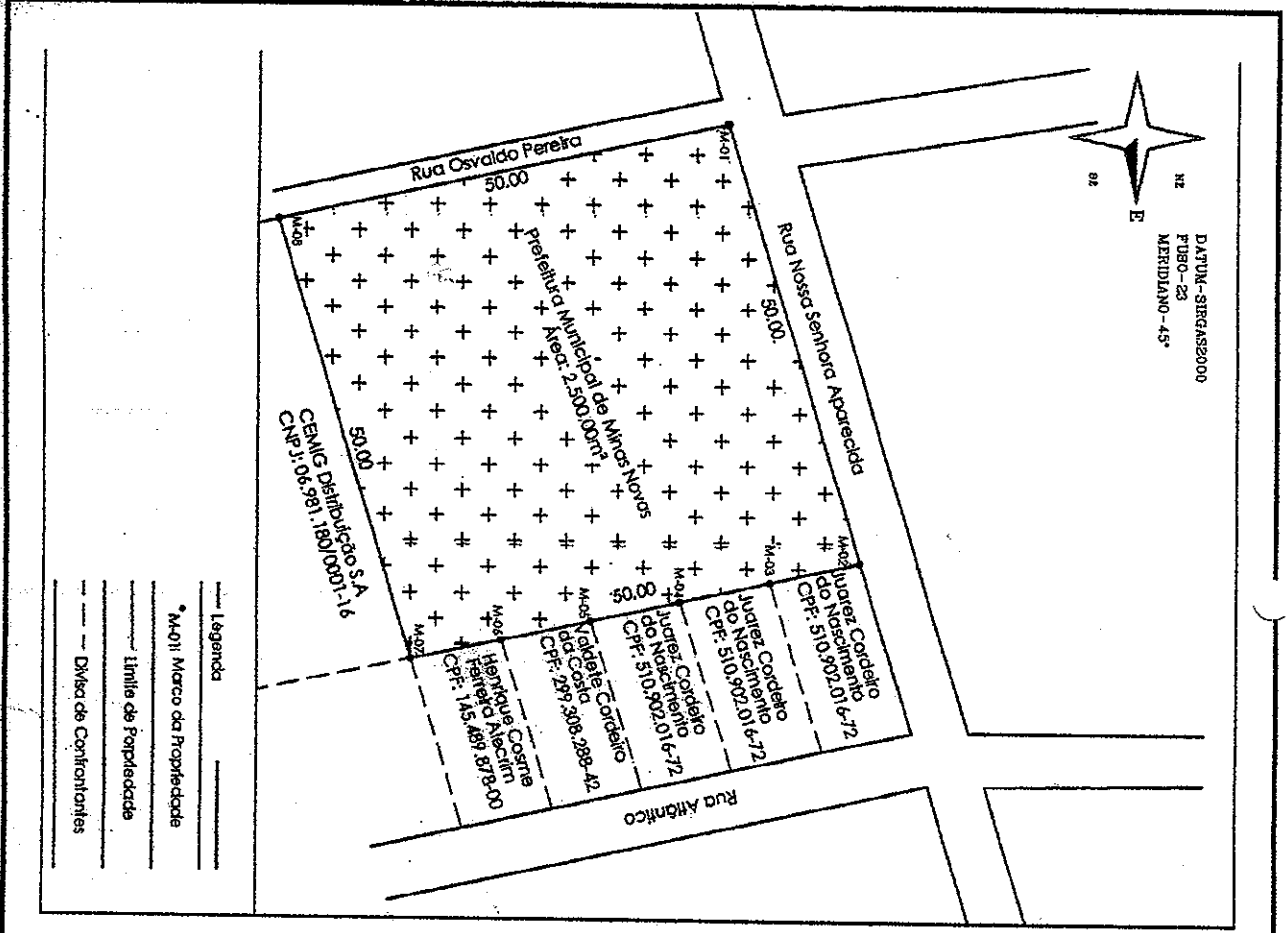 DATUM-SIRGAS2000
FUSO-23
MERIDIANO-45°
NE
E
SE
Rua Nossa Senhora Aparecida
50.00
Rua Osvaldo Pereira
50.00
M-01
M-02
M-03
M-04
M-05
M-06
M-07
M-08
Prefeitura Municipal de Minas Novas
Área: 2.500,00m²
50.00
Juarez Cordeiro
do Nascimento
CPF: 510.902.016-72
Juarez Cordeiro
do Nascimento
CPF: 510.902.016-72
Juarez Cordeiro
do Nascimento
CPF: 510.902.016-72
Valdete Cordeiro
da Costa
CPF: 299.308.288-42
Henrique Cosme
Ferreira Alecrim
CPF: 145.489.878-00
Rua Atlântico
50.00
CEMIG Distribuição S.A
CNPJ: 06.981.180/0001-16
Legenda
M-01 Marco da Propriedade
Limite de Porpriedade
Divisa de Confrontantes